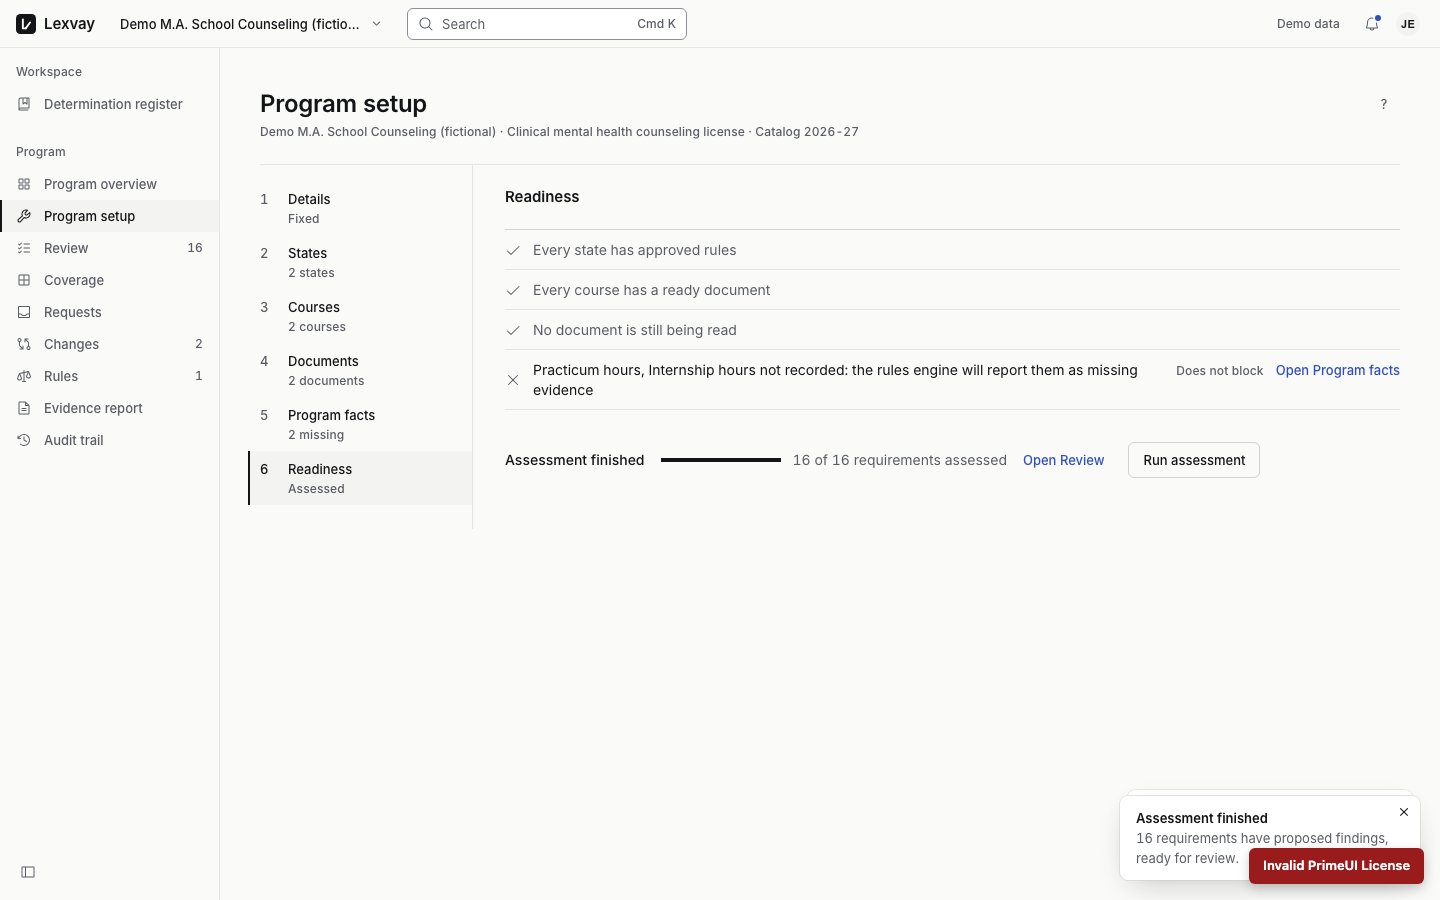 Lexvay
Demo M.A. School Counseling (fictio...
Search
Cmd K
Demo data
JE
Workspace
Determination register
Program
Program overview
Program setup
Review 16
Coverage
Requests
Changes 2
Rules 1
Evidence report
Audit trail
Program setup
?
Demo M.A. School Counseling (fictional) · Clinical mental health counseling license · Catalog 2026-27
1 Details
Fixed
2 States
2 states
3 Courses
2 courses
4 Documents
2 documents
5 Program facts
2 missing
6 Readiness
Assessed
Readiness
Every state has approved rules
Every course has a ready document
No document is still being read
Practicum hours, Internship hours not recorded: the rules engine will report them as missing
evidence
Does not block Open Program facts
Assessment finished 16 of 16 requirements assessed Open Review Run assessment
Assessment finished
16 requirements have proposed findings,
ready for review.
Invalid PrimeUI License